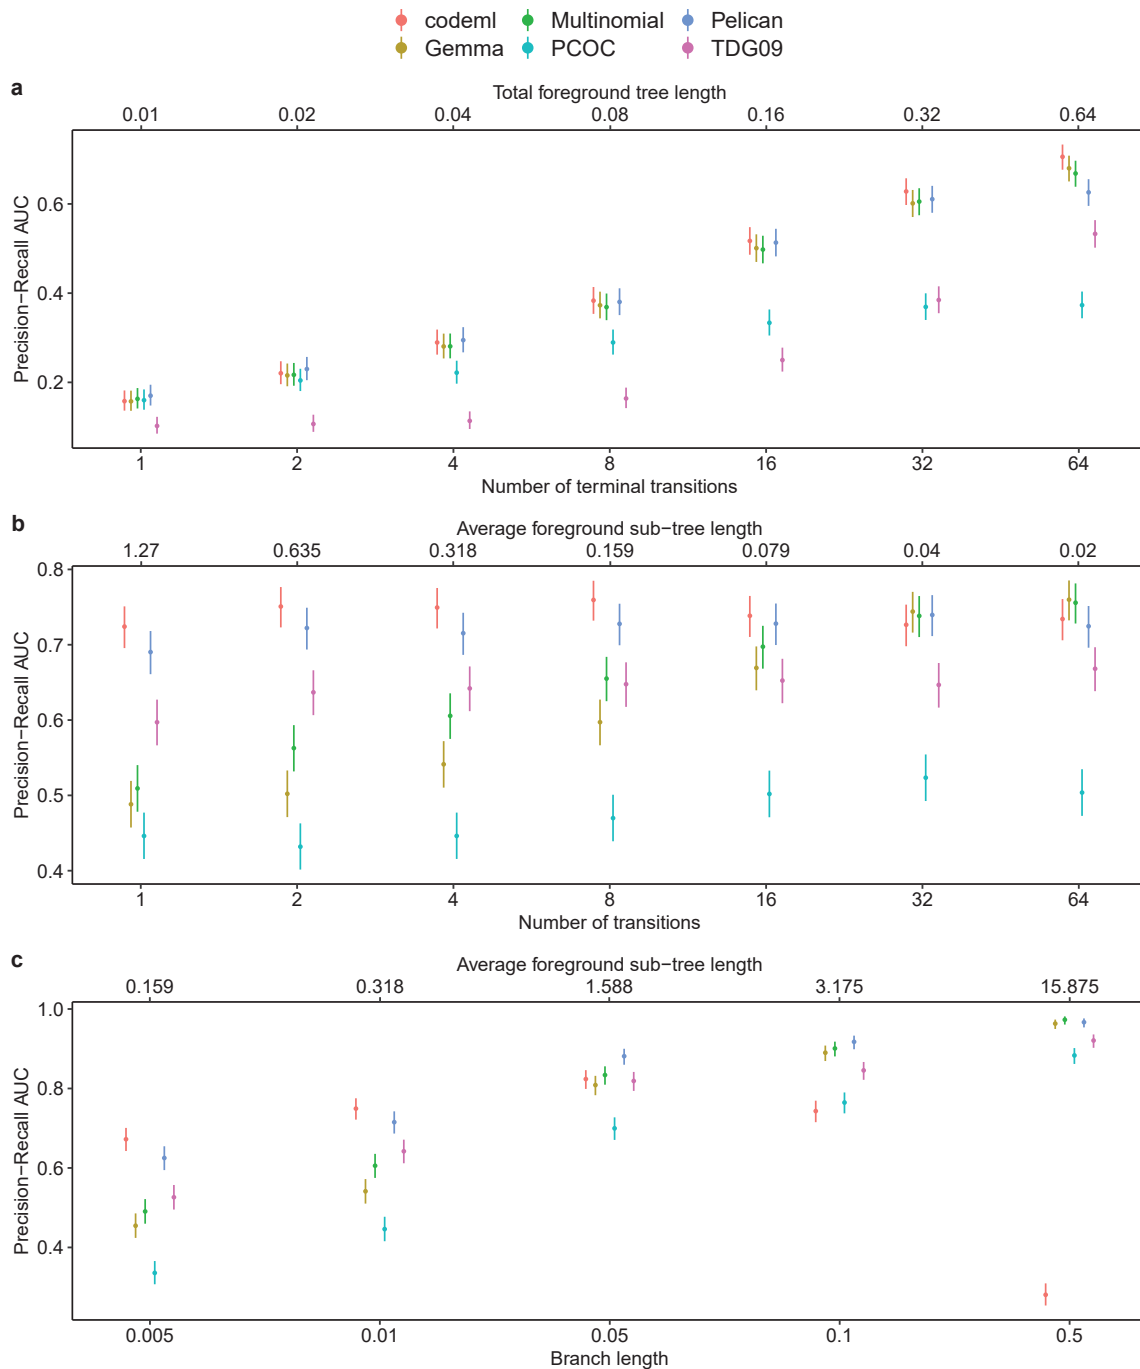 codeml Multinomial Pelican
Gemma PCOC TDG09
a
Total foreground tree length
0.01 0.02 0.04 0.08 0.16 0.32 0.64
Precision−Recall AUC
0.6
0.4
0.2
1 2 4 8 16 32 64
Number of terminal transitions
b
Average foreground sub−tree length
1.27 0.635 0.318 0.159 0.079 0.04 0.02
Precision−Recall AUC
0.8
0.7
0.6
0.5
0.4
1 2 4 8 16 32 64
Number of transitions
c
Average foreground sub−tree length
0.159 0.318 1.588 3.175 15.875
Precision−Recall AUC
1.0
0.8
0.6
0.4
0.005 0.01 0.05 0.1 0.5
Branch length